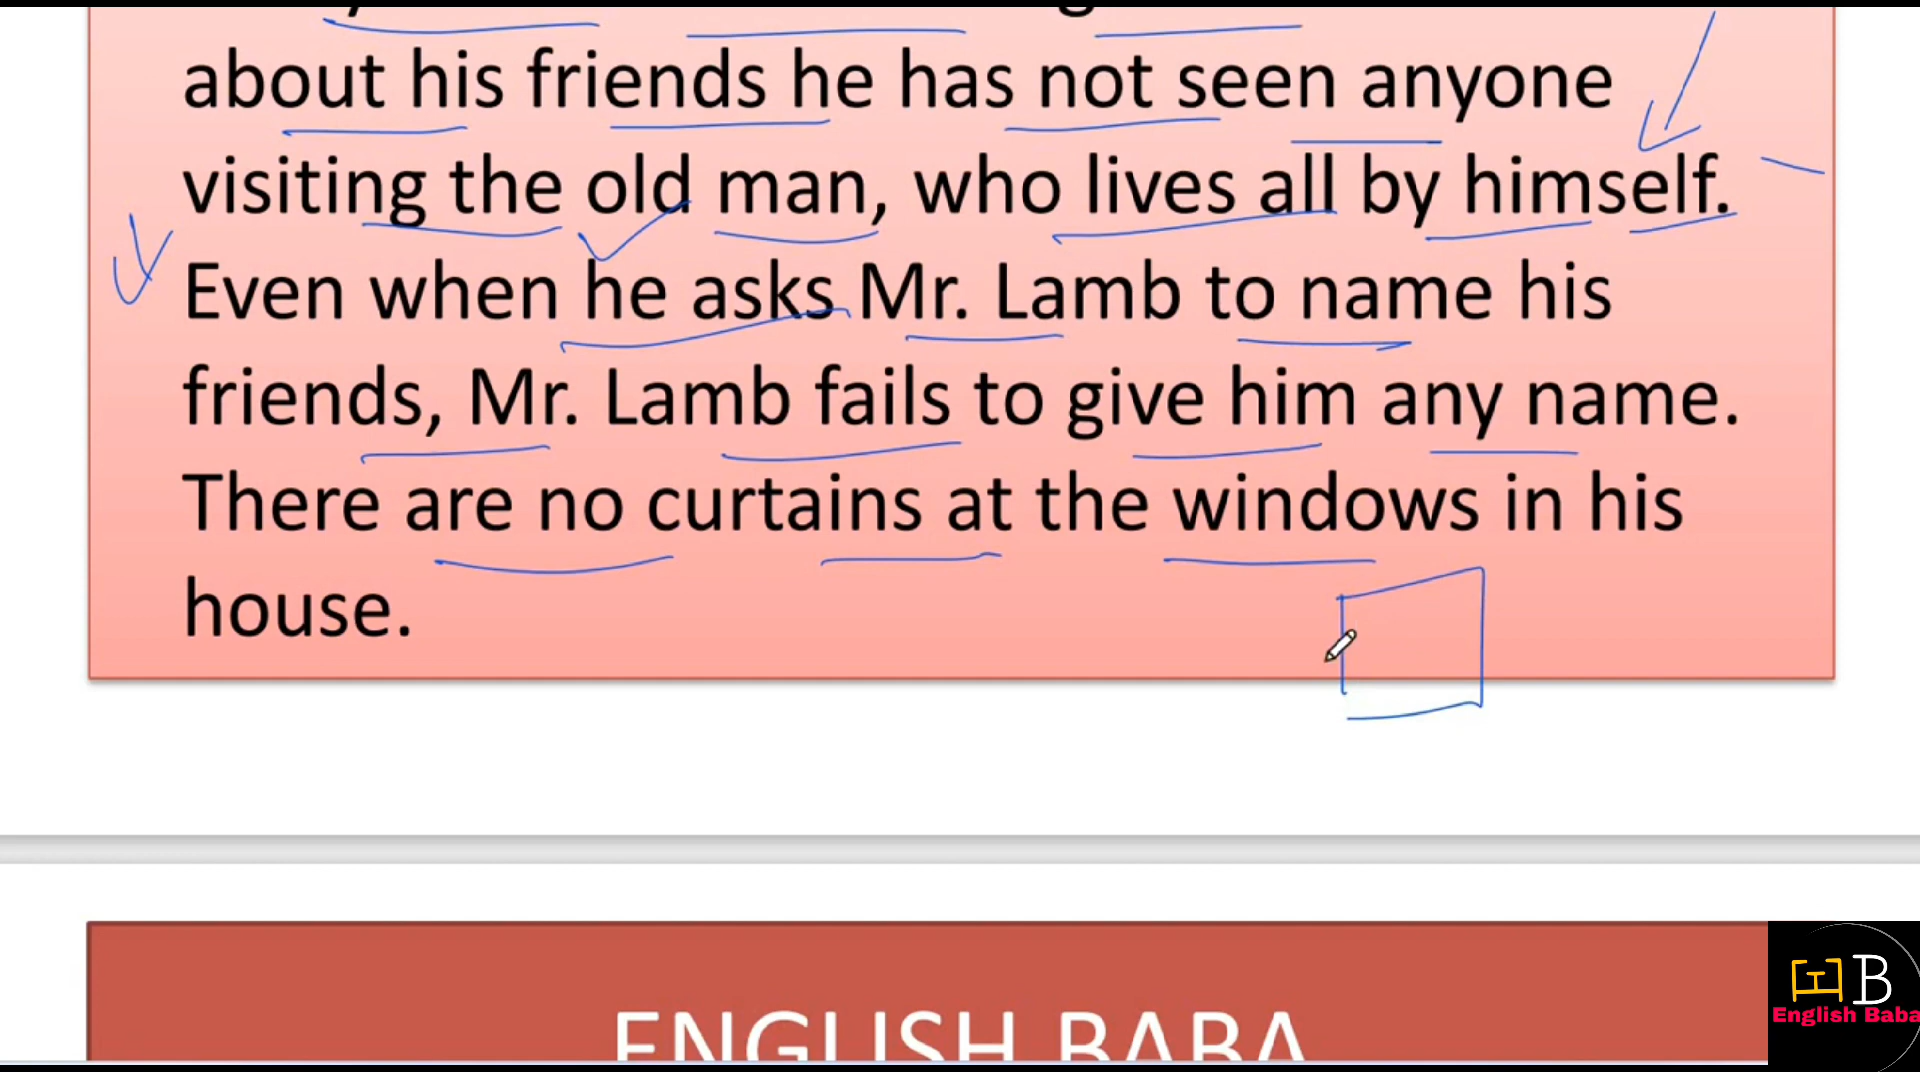 about his friends he has not seen anyone
visiting the old man, who lives all by himself.
Even when he asks Mr. Lamb to name his
friends, Mr. Lamb fails to give him any name.
There are no curtains at the windows in his
house.
ENGLISH BABA
B
English Baba